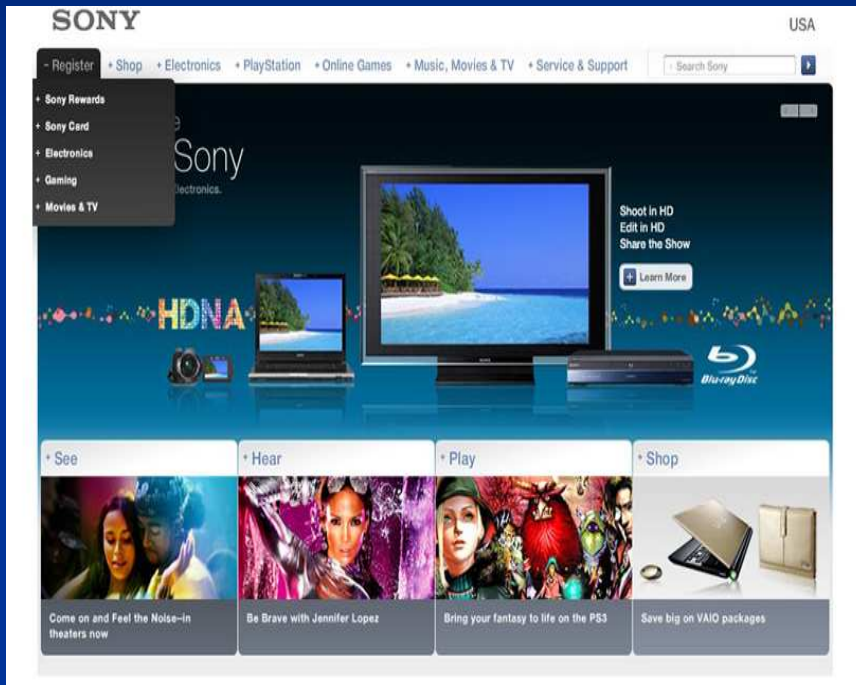 SONY
USA
- Register + Shop + Electronics + PlayStation + Online Games + Music, Movies & TV + Service & Support
Search Sony
+ Sony Rewards
+ Sony Card
+ Electronics
+ Gaming
+ Movies & TV
Sony
Electronics.
Shoot in HD
Edit in HD
Share the Show
+ Learn More
HDNA
Blu-ray Disc
+ See
+ Hear
+ Play
+ Shop
Come on and Feel the Noise–in
theaters now
Be Brave with Jennifer Lopez
Bring your fantasy to life on the PS3
Save big on VAIO packages